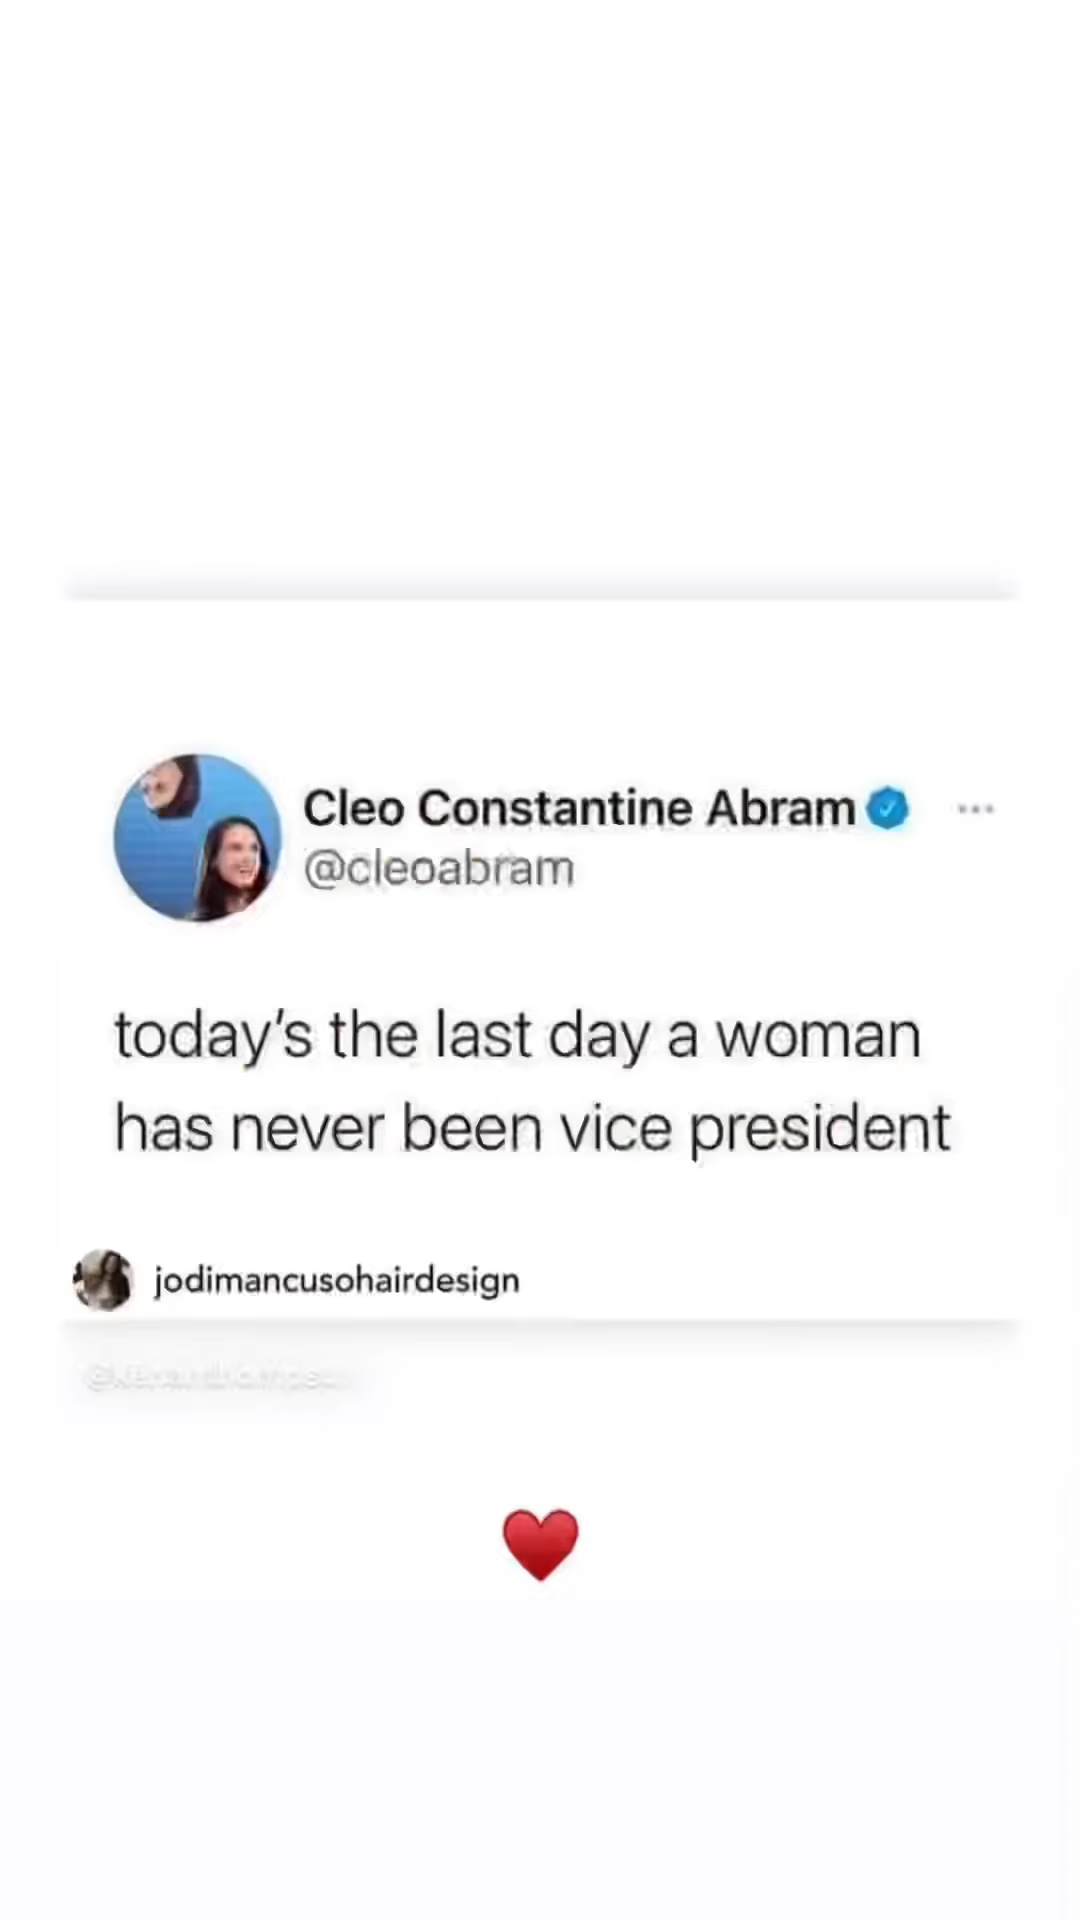 Cleo Constantine Abram
@cleoabram
today's the last day a woman
has never been vice president
jodimancusohairdesign